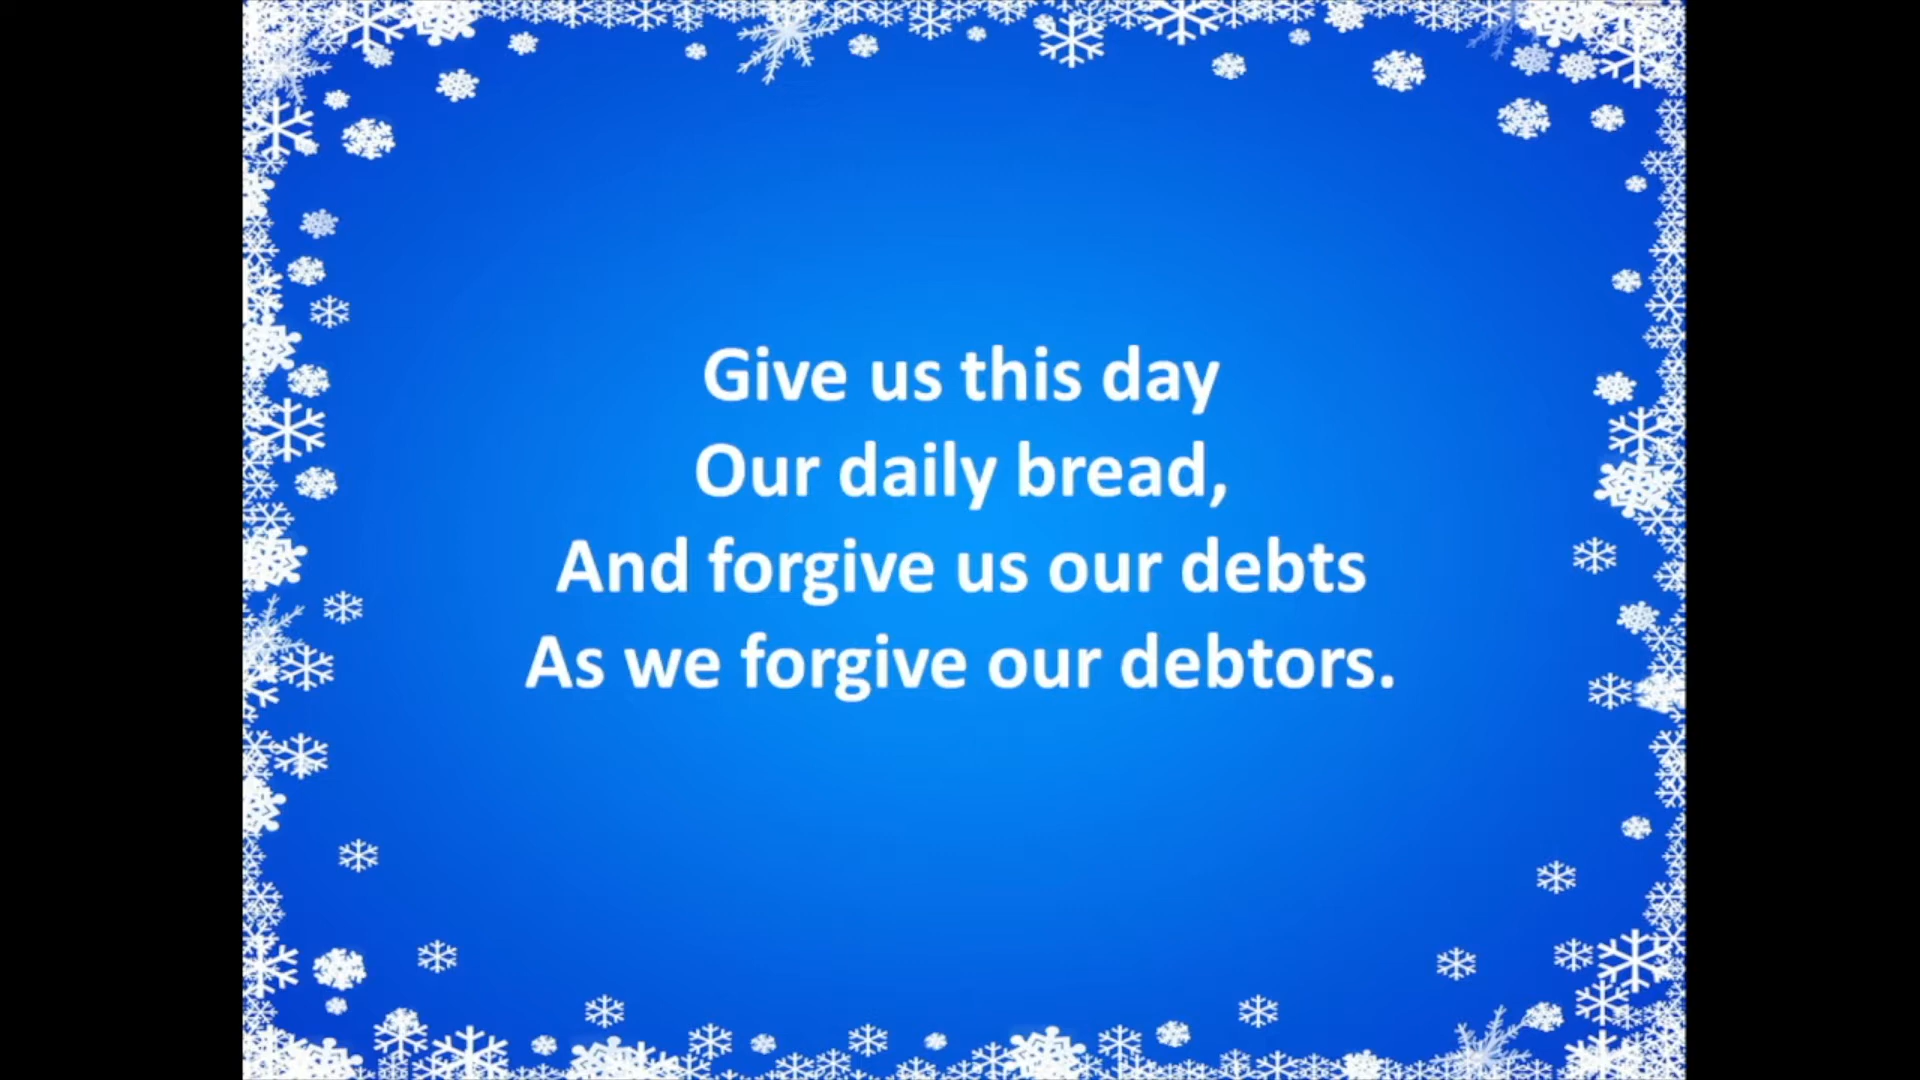 Give us this day
Our daily bread,
And forgive us our debts
As we forgive our debtors.